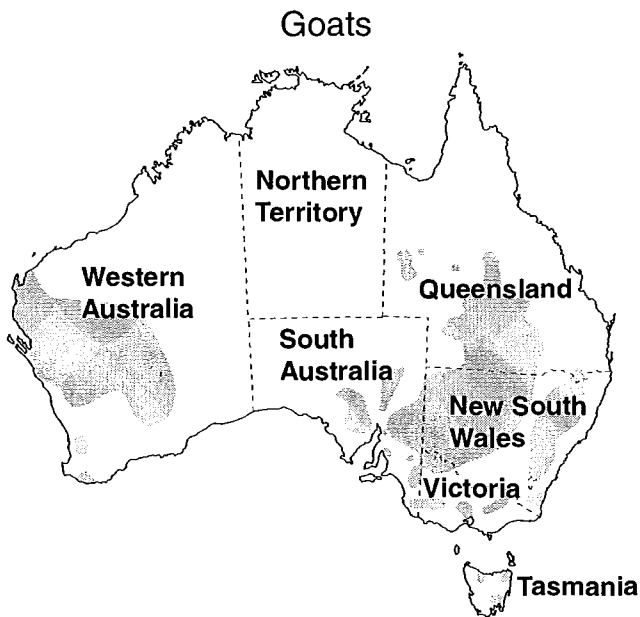 Goats
Northern
Territory
Western
Australia
Queensland
South
Australia
New South
Wales
Victoria
Tasmania